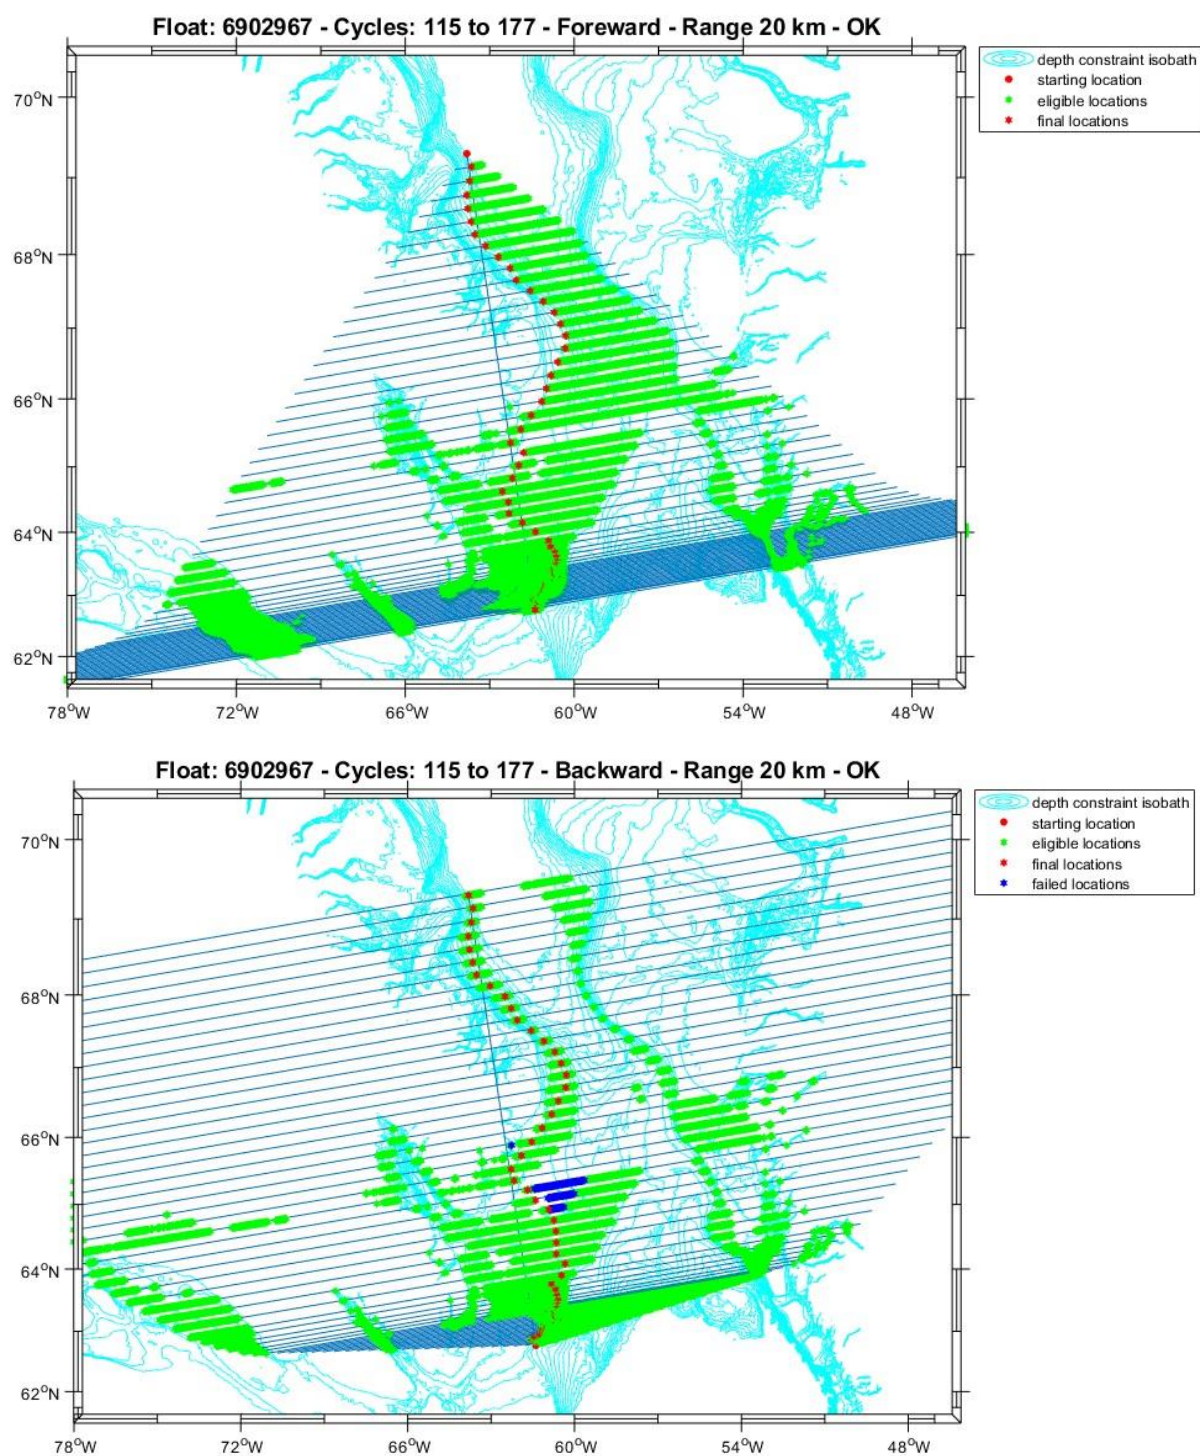 Float: 6902967 - Cycles: 115 to 177 - Foreward - Range 20 km - OK
depth constraint isobath
starting location
eligible locations
final locations
70°N
68°N
66°N
64°N
62°N
78°W 72°W 66°W 60°W 54°W 48°W
Float: 6902967 - Cycles: 115 to 177 - Backward - Range 20 km - OK
depth constraint isobath
starting location
eligible locations
final locations
failed locations
70°N
68°N
66°N
64°N
62°N
78°W 72°W 66°W 60°W 54°W 48°W